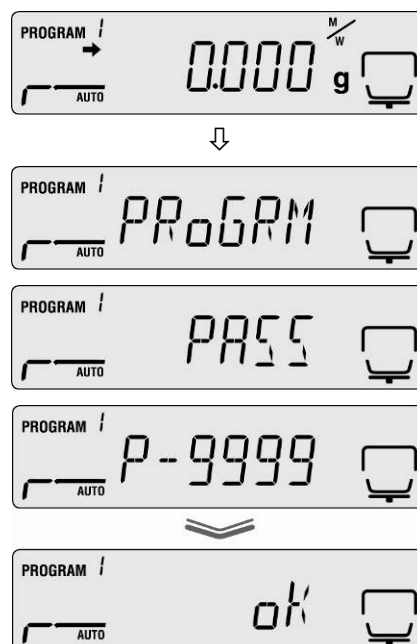 PROGRAM 1
M/W
0.000 g
AUTO
PROGRAM 1
PRoGRM
AUTO
PROGRAM 1
PASS
AUTO
PROGRAM 1
P-9999
AUTO
PROGRAM 1
oK
AUTO